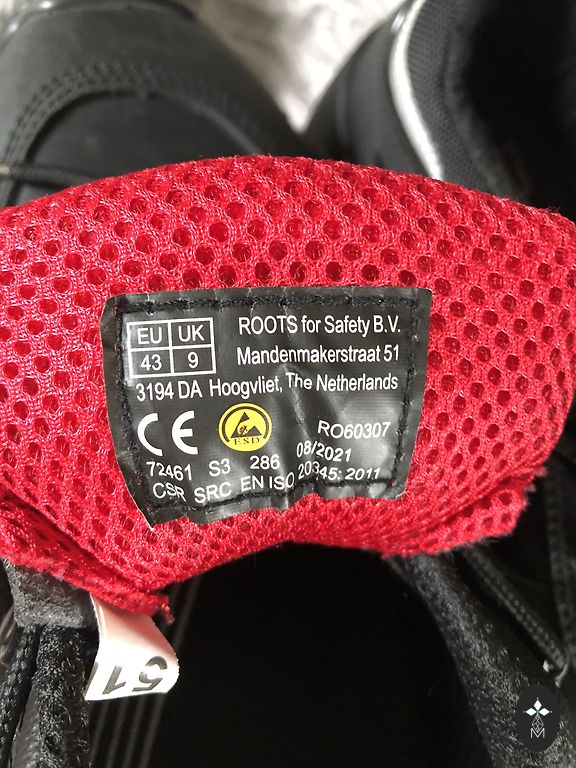 EU UK
43 9
ROOTS for Safety B.V.
Mandenmakerstraat 51
3194 DA Hoogvliet, The Netherlands
CE
ESD
RO60307
72461 S3 286 08/2021
CSR SRC EN ISO 20345: 2011
51
M